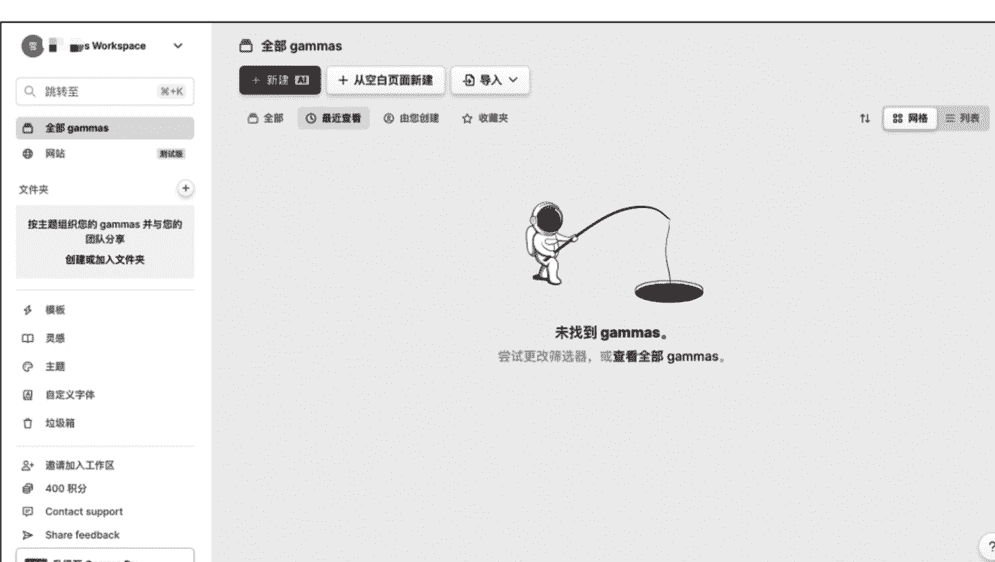 s Workspace
跳转至 ⌘+K
全部 gammas
网站 测试版
文件夹 +
按主题组织您的 gammas 并与您的
团队分享
创建或加入文件夹
模板
灵感
主题
自定义字体
垃圾箱
邀请加入工作区
400 积分
Contact support
Share feedback
全部 gammas
+ 新建 AI + 从空白页面新建 导入
全部 最近查看 由您创建 收藏夹 网格 列表
未找到 gammas。
尝试更改筛选器，或查看全部 gammas。
?